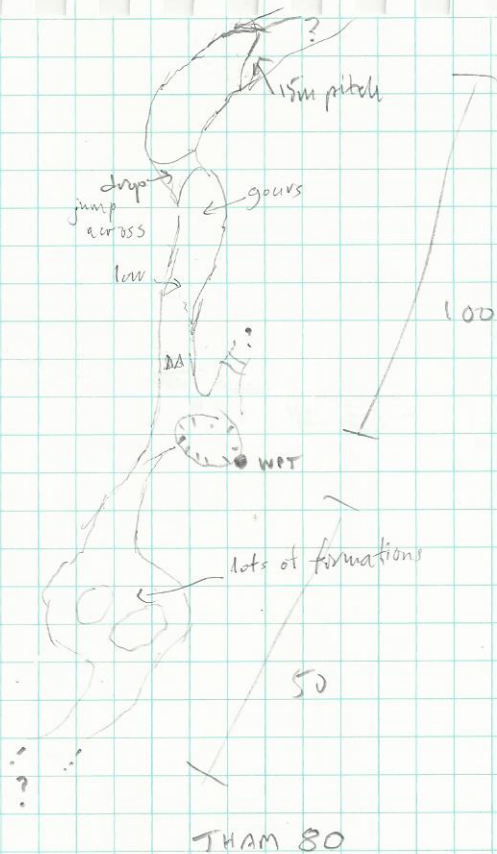 ?
15m pitch
drop
jump
across
gours
low
100
?
WPT
lots of formations
50
?
THAM 80